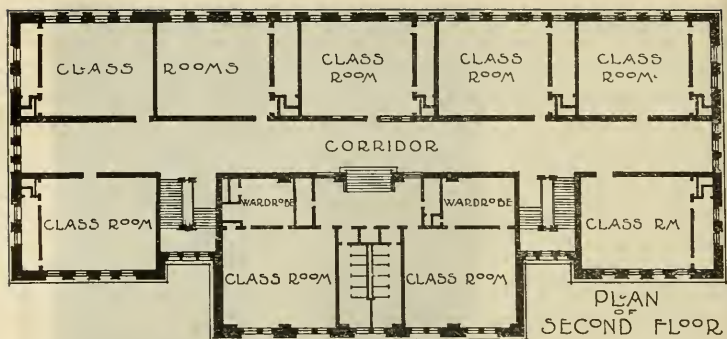 CLASS ROOMS
CLASS
ROOM
CLASS
ROOM
CLASS
ROOM
CORRIDOR
CLASS ROOM
WARDROBE
WARDROBE
CLASS RM
CLASS ROOM
CLASS ROOM
PLAN
OF
SECOND FLOOR